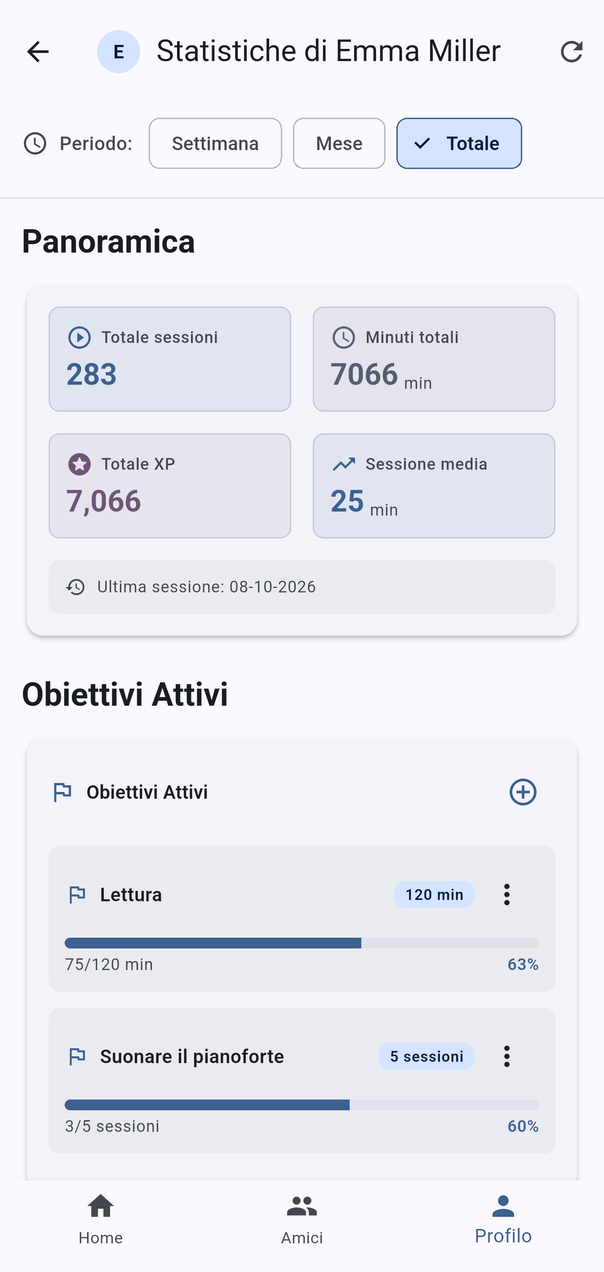 E Statistiche di Emma Miller
Periodo: Settimana Mese Totale
Panoramica
Totale sessioni
283
Minuti totali
7066 min
Totale XP
7,066
Sessione media
25 min
Ultima sessione: 08-10-2026
Obiettivi Attivi
Obiettivi Attivi
Lettura 120 min
75/120 min 63%
Suonare il pianoforte 5 sessioni
3/5 sessioni 60%
Home Amici Profilo